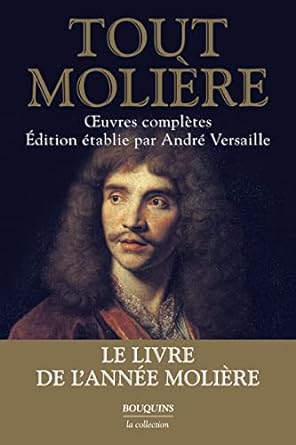 TOUT
MOLIÈRE
Œuvres complètes
Édition établie par André Versaille
LE LIVRE
DE L'ANNÉE MOLIÈRE
BOUQUINS
la collection